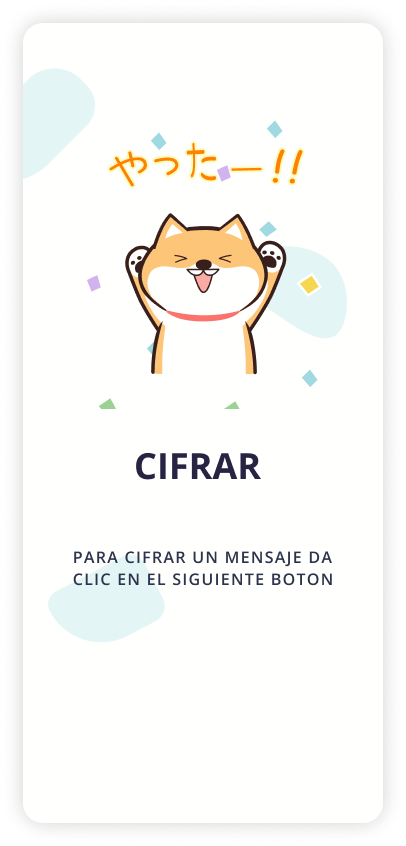 やったー!!
CIFRAR
PARA CIFRAR UN MENSAJE DA
CLIC EN EL SIGUIENTE BOTON